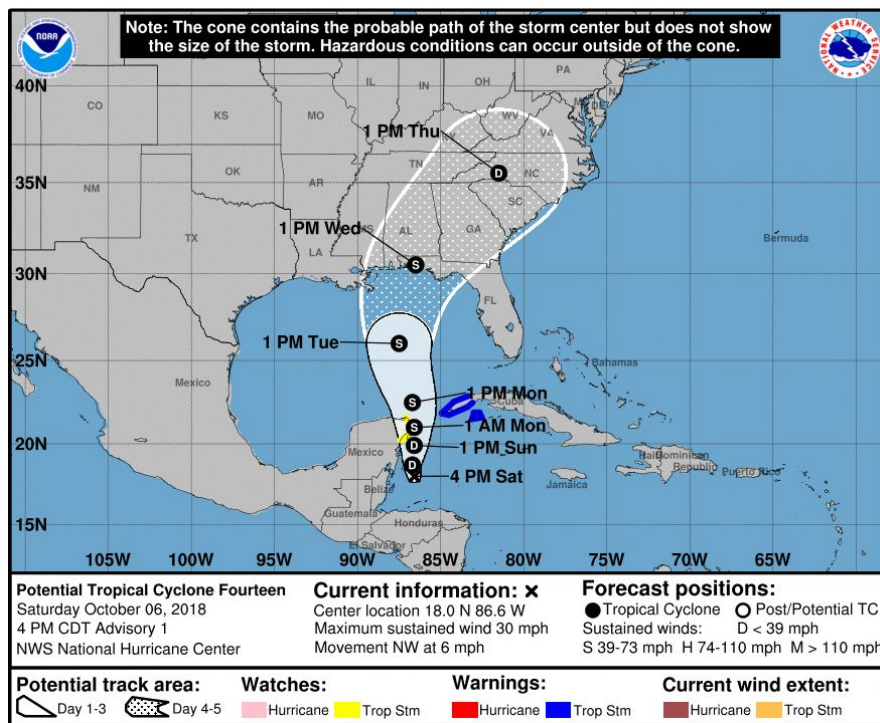 Note: The cone contains the probable path of the storm center but does not show
the size of the storm. Hazardous conditions can occur outside of the cone.
NOAA
NATIONAL WEATHER SERVICE
40N
35N
30N
25N
20N
15N
CO
KS
MO
IL
IN
OH
PA
WV
VA
NM
OK
AR
TN
NC
SC
TX
LA
AL
GA
FL
1 PM Thu
D
1 PM Wed
S
1 PM Tue
S
1 PM Mon
S
1 AM Mon
S
1 PM Sun
D
4 PM Sat
D
Bermuda
Bahamas
Mexico
Cuba
Mexico
Belize
Guatemala
Honduras
El Salvador
Jamaica
Haiti
Dominican
Republic
Puerto Rico
105W
100W
95W
90W
85W
80W
75W
70W
65W
Potential Tropical Cyclone Fourteen
Saturday October 06, 2018
4 PM CDT Advisory 1
NWS National Hurricane Center
Current information: x
Center location 18.0 N 86.6 W
Maximum sustained wind 30 mph
Movement NW at 6 mph
Forecast positions:
Tropical Cyclone Post/Potential TC
Sustained winds: D < 39 mph
S 39-73 mph H 74-110 mph M > 110 mph
Potential track area:
Day 1-3 Day 4-5
Watches:
Hurricane Trop Stm
Warnings:
Hurricane Trop Stm
Current wind extent:
Hurricane Trop Stm